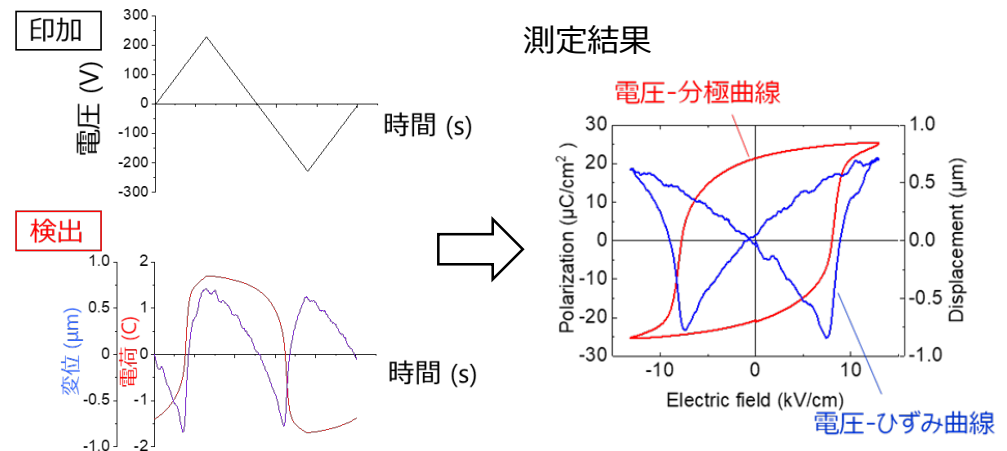 印加
電圧 (V)
300
200
100
0
-100
-200
-300
時間 (s)
検出
変位 (μm)
1.0
0.5
0
-0.5
-1.0
電荷 (C)
2
1
0
-1
-2
時間 (s)
測定結果
電圧-分極曲線
Polarization (μC/cm2)
30
20
10
0
-10
-20
-30
1.0
0.5
0.0
-0.5
-1.0
Displacement (μm)
-10
0
10
Electric field (kV/cm)
電圧-ひずみ曲線